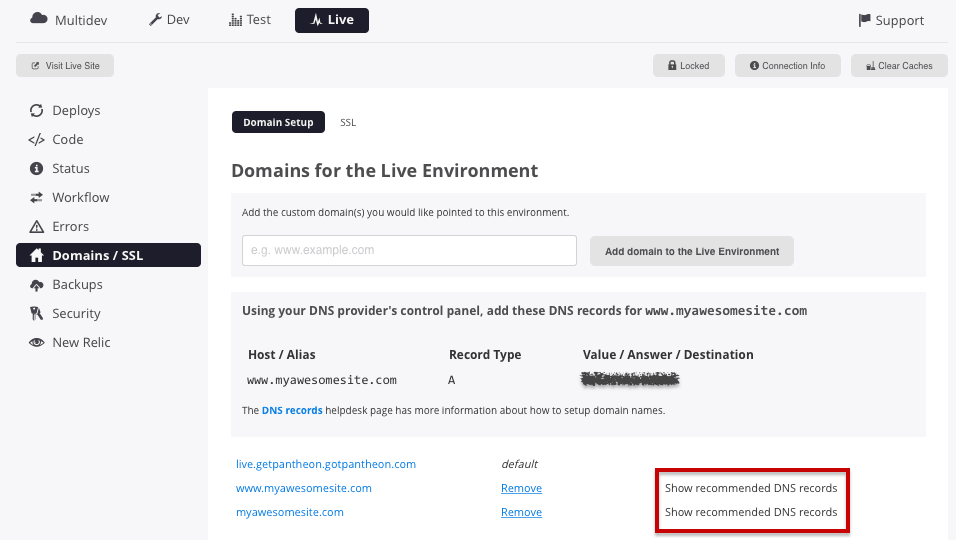 Multidev Dev Test Live Support
Visit Live Site Locked Connection Info Clear Caches
Deploys
Code
Status
Workflow
Errors
Domains / SSL
Backups
Security
New Relic
Domain Setup SSL
Domains for the Live Environment
Add the custom domain(s) you would like pointed to this environment.
e.g. www.example.com Add domain to the Live Environment
Using your DNS provider's control panel, add these DNS records for www.myawesomesite.com
Host / Alias Record Type Value / Answer / Destination
www.myawesomesite.com A
The DNS records helpdesk page has more information about how to setup domain names.
live.getpantheon.gotpantheon.com default
www.myawesomesite.com Remove Show recommended DNS records
myawesomesite.com Remove Show recommended DNS records